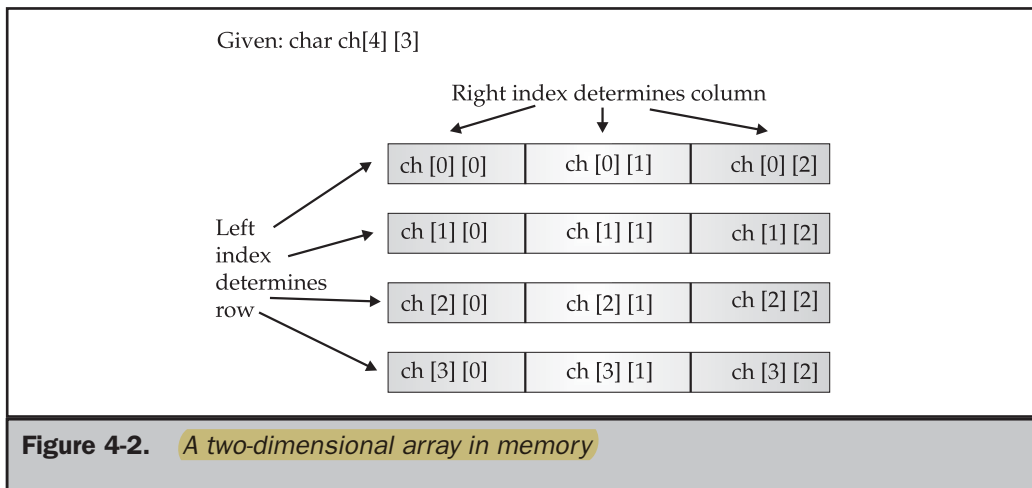 Given: char ch[4] [3]
Right index determines column
ch [0] [0] ch [0] [1] ch [0] [2]
Left
index
determines
row
ch [1] [0] ch [1] [1] ch [1] [2]
ch [2] [0] ch [2] [1] ch [2] [2]
ch [3] [0] ch [3] [1] ch [3] [2]
Figure 4-2. A two-dimensional array in memory